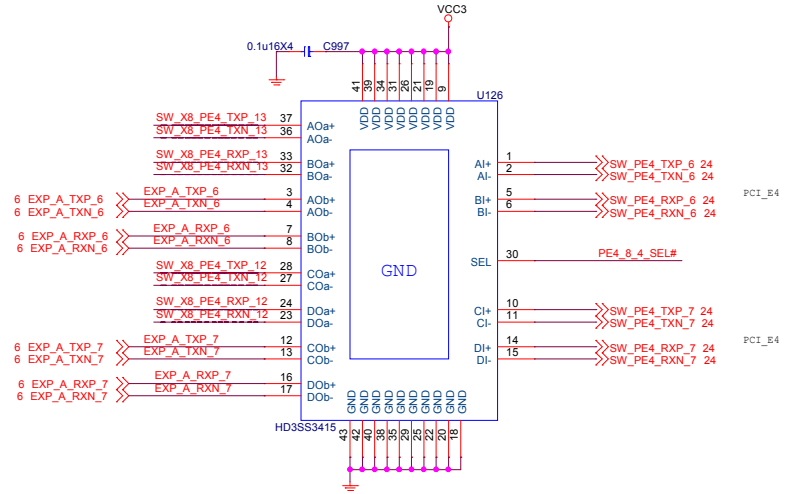 VCC3
0.1u16X4 C997
41 39 34 31 26 21 19 9
U126
VDD VDD VDD VDD VDD VDD VDD VDD
SW_X8_PE4_TXP_13 37 AOa+
SW_X8_PE4_TXN_13 36 AOa-
SW_X8_PE4_RXP_13 33 BOa+
SW_X8_PE4_RXN_13 32 BOa-
6 EXP_A_TXP_6 EXP_A_TXP_6 3 AOb+
6 EXP_A_TXN_6 EXP_A_TXN_6 4 AOb-
6 EXP_A_RXP_6 EXP_A_RXP_6 7 BOb+
6 EXP_A_RXN_6 EXP_A_RXN_6 8 BOb-
SW_X8_PE4_TXP_12 28 COa+
SW_X8_PE4_TXN_12 27 COa-
SW_X8_PE4_RXP_12 24 DOa+
SW_X8_PE4_RXN_12 23 DOa-
6 EXP_A_TXP_7 EXP_A_TXP_7 12 COb+
6 EXP_A_TXN_7 EXP_A_TXN_7 13 COb-
6 EXP_A_RXP_7 EXP_A_RXP_7 16 DOb+
6 EXP_A_RXN_7 EXP_A_RXN_7 17 DOb-
GND
AI+ 1 SW_PE4_TXP_6 24
AI- 2 SW_PE4_TXN_6 24
BI+ 5 SW_PE4_RXP_6 24
BI- 6 SW_PE4_RXN_6 24
PCI_E4
SEL 30 PE4_8_4_SEL#
CI+ 10 SW_PE4_TXP_7 24
CI- 11 SW_PE4_TXN_7 24
DI+ 14 SW_PE4_RXP_7 24
DI- 15 SW_PE4_RXN_7 24
PCI_E4
GND GND GND GND GND GND GND GND GND GND
HD3SS3415
43 42 40 38 35 29 25 22 20 18